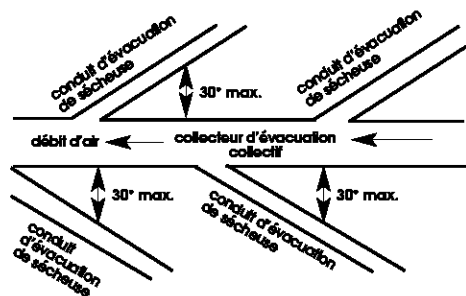 conduit d'évacuation
de sécheuse
conduit d'évacuation
de sécheuse
30° max.
débit d'air
collecteur d'évacuation
collectif
30° max.
30° max.
conduit
d'évacuation
de sécheuse
conduit d'évacuation
de sécheuse